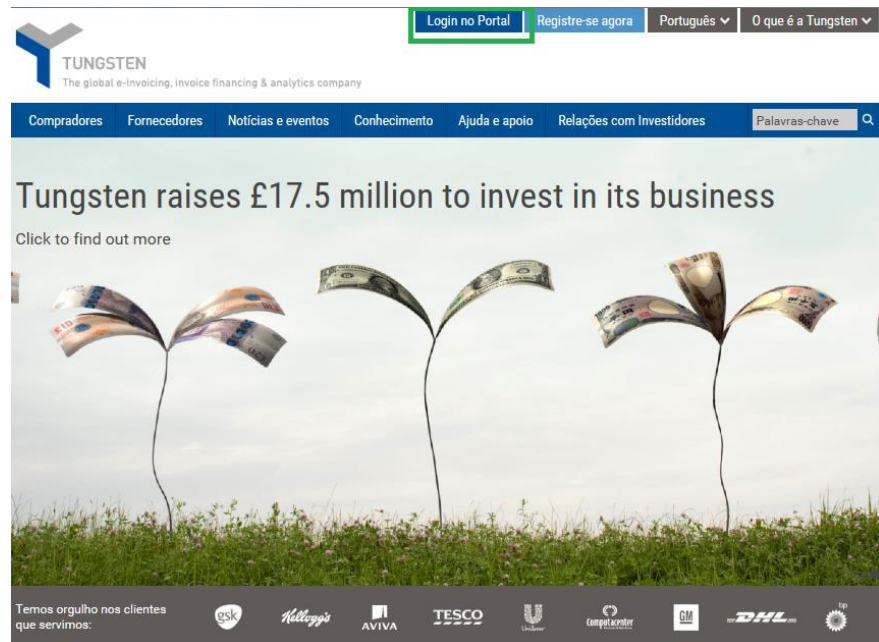 Login no Portal
Registre-se agora
Português
O que é a Tungsten
TUNGSTEN
The global e-invoicing, invoice financing & analytics company
Compradores
Fornecedores
Notícias e eventos
Conhecimento
Ajuda e apoio
Relações com Investidores
Palavras-chave
Tungsten raises £17.5 million to invest in its business
Click to find out more
Temos orgulho nos clientes
que servimos:
gsk
Kellogg's
AVIVA
TESCO
Unilever
Computacenter
GM
DHL
bp